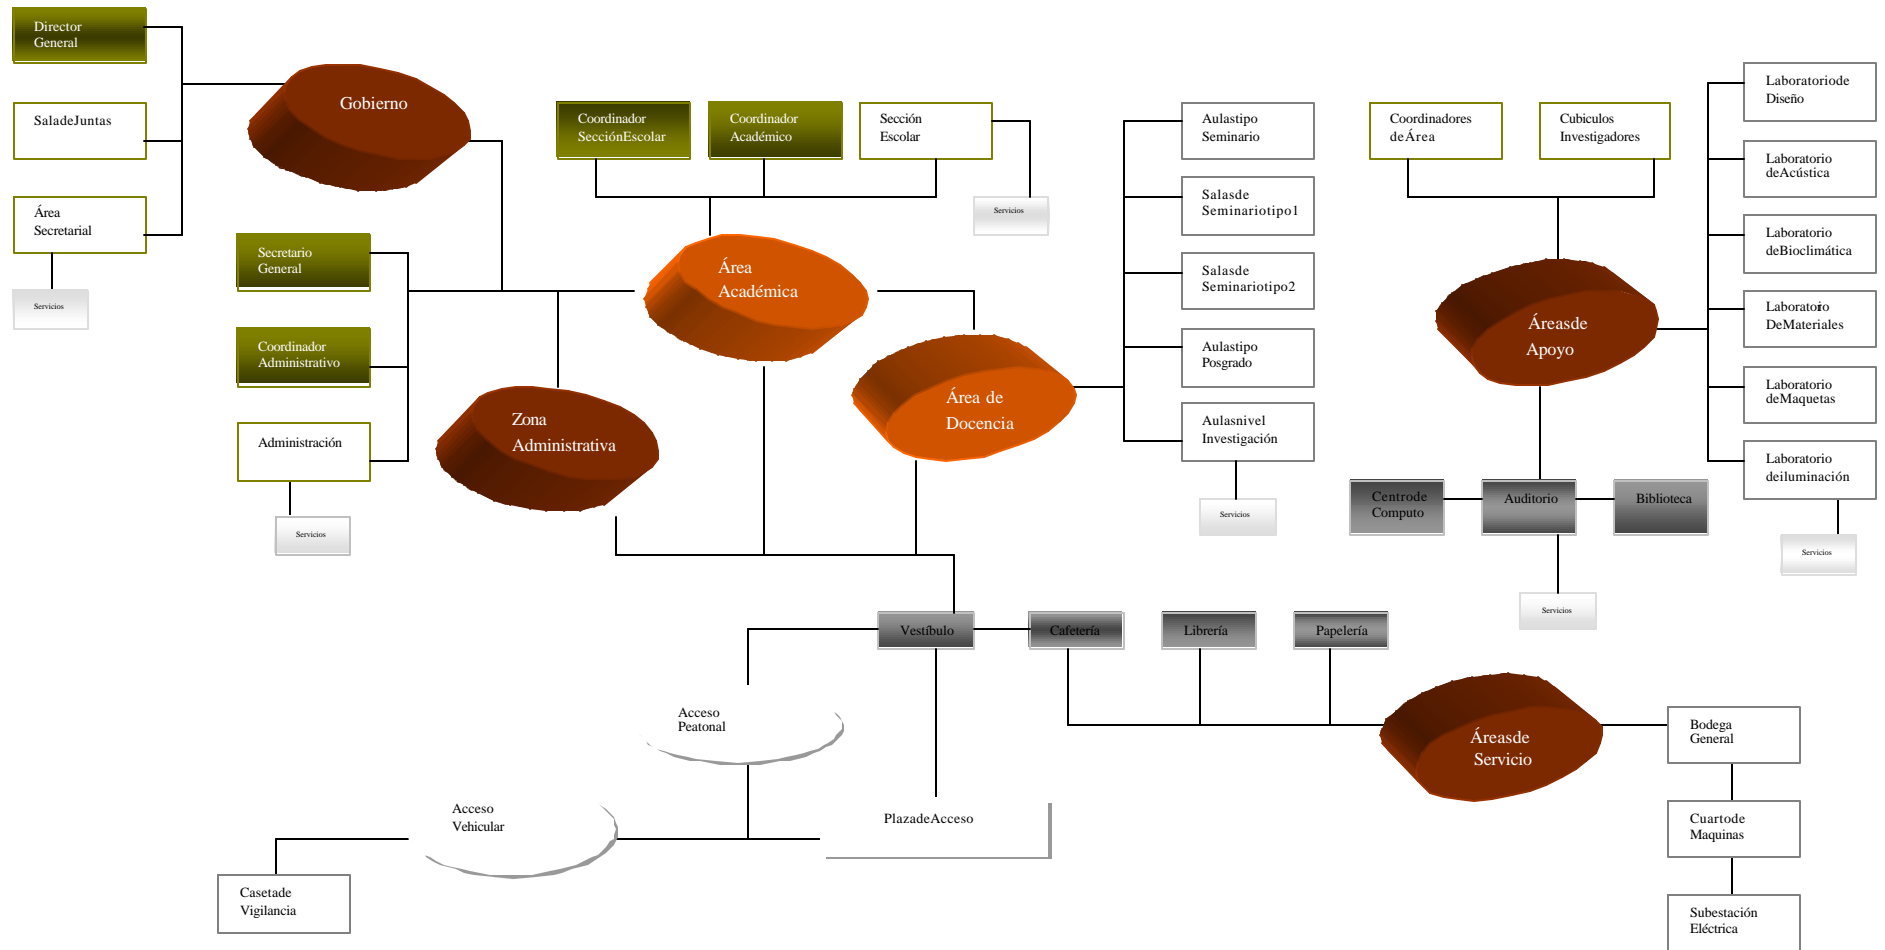 Director
General
SaladeJuntas
Área
Secretarial
Servicios
Gobierno
Secretario
General
Coordinador
Administrativo
Administración
Servicios
Zona
Administrativa
Coordinador
SecciónEscolar
Coordinador
Académico
Sección
Escolar
Servicios
Área
Académica
Área de
Docencia
Aulastipo
Seminario
Salasde
Seminariotipo1
Salasde
Seminariotipo2
Aulastipo
Posgrado
Aulasnivel
Investigación
Servicios
Coordinadores
deÁrea
Cubiculos
Investigadores
Áreasde
Apoyo
Laboratoriode
Diseño
Laboratorio
deAcústica
Laboratorio
deBioclimática
Laboratorio
DeMateriales
Laboratorio
deMaquetas
Laboratorio
deiluminación
Servicios
Centrode
Computo
Auditorio
Biblioteca
Servicios
Vestíbulo
Cafetería
Librería
Papelería
Acceso
Peatonal
Acceso
Vehicular
PlazadeAcceso
Casetade
Vigilancia
Áreasde
Servicio
Bodega
General
Cuartode
Maquinas
Subestación
Eléctrica